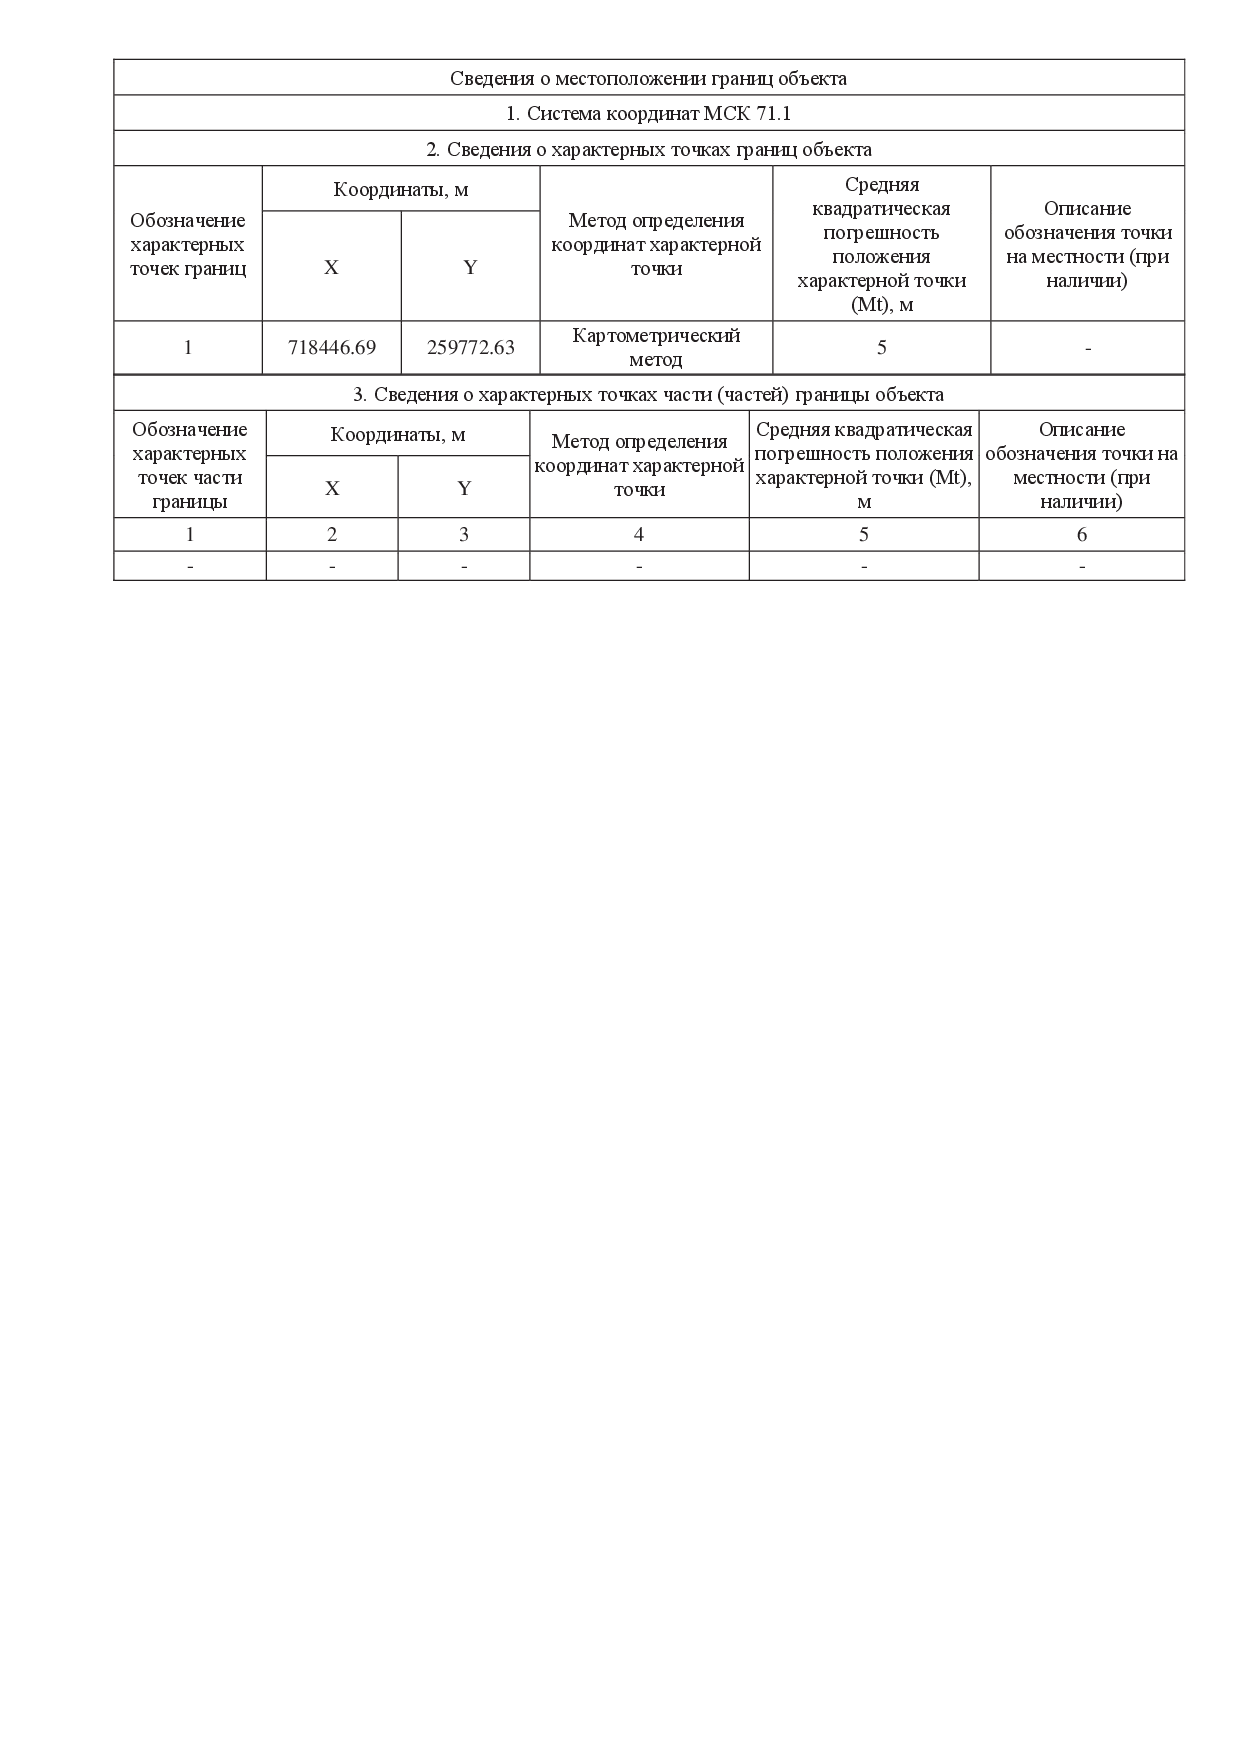 Сведения о местоположении границ объекта
1. Система координат МСК 71.1
2. Сведения о характерных точках границ объекта
Обозначение
характерных
точек границ
Координаты, м
X
Y
Метод определения
координат характерной
точки
Средняя
квадратическая
погрешность
положения
характерной точки
(Mt), м
Описание
обозначения точки
на местности (при
наличии)
1
718446.69
259772.63
Картометрический
метод
5
-
3. Сведения о характерных точках части (частей) границы объекта
Обозначение
характерных
точек части
границы
Координаты, м
X
Y
Метод определения
координат характерной
точки
Средняя квадратическая
погрешность положения
характерной точки (Mt),
м
Описание
обозначения точки на
местности (при
наличии)
1 2 3 4 5 6
- - - - - -